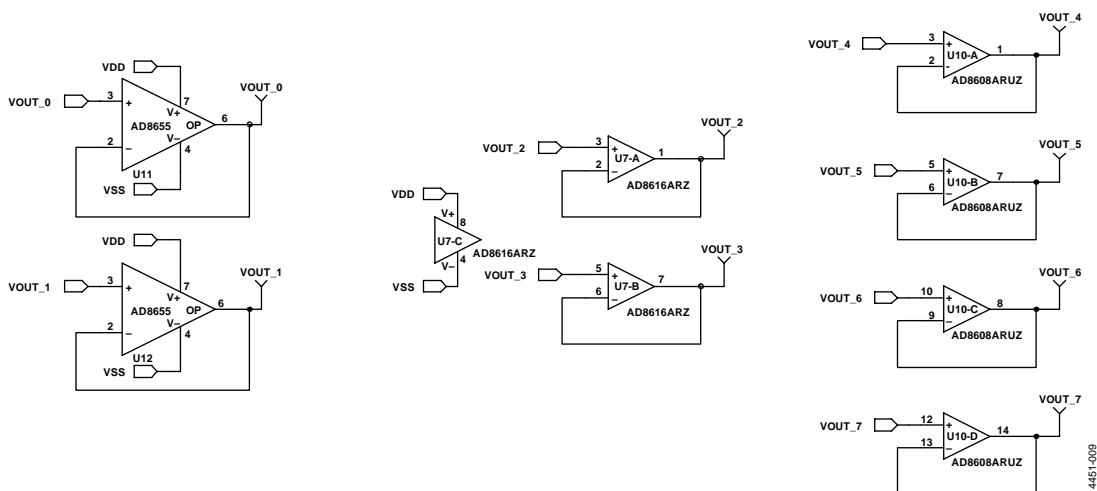 VDD
VOUT_0
VOUT_0
3
+
7
V+
AD8655
OP
6
V–
2
–
4
U11
VSS
VDD
VOUT_1
VOUT_1
3
+
7
V+
AD8655
OP
6
V–
2
–
4
U12
VSS
VDD
V+
8
U7-C
AD8616ARZ
4
V–
VSS
VOUT_2
VOUT_2
3
+
U7-A
1
2
–
AD8616ARZ
VOUT_3
VOUT_3
5
+
U7-B
7
6
–
AD8616ARZ
VOUT_4
VOUT_4
3
+
U10-A
1
2
-
AD8608ARUZ
VOUT_5
VOUT_5
5
+
U10-B
7
6
–
AD8608ARUZ
VOUT_6
VOUT_6
10
+
U10-C
8
9
–
AD8608ARUZ
VOUT_7
VOUT_7
12
+
U10-D
14
13
–
AD8608ARUZ
4451-009